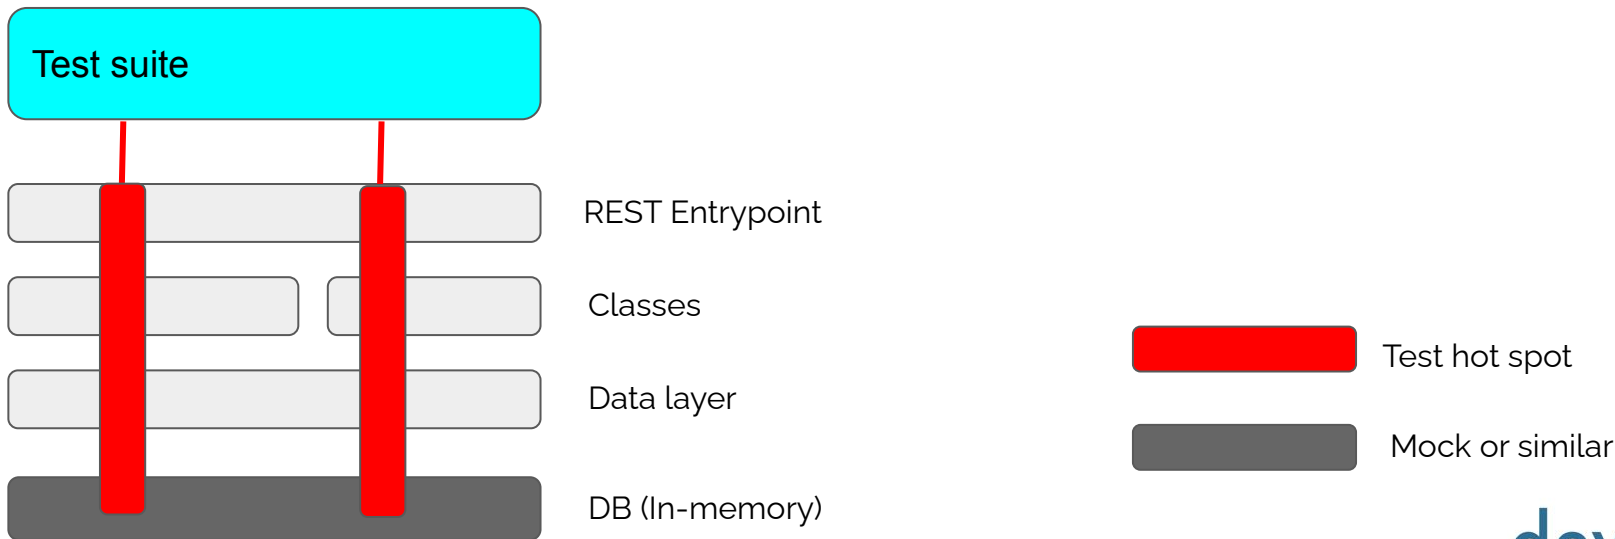 Test suite
REST Entrypoint
Classes
Data layer
DB (In-memory)
Test hot spot
Mock or similar